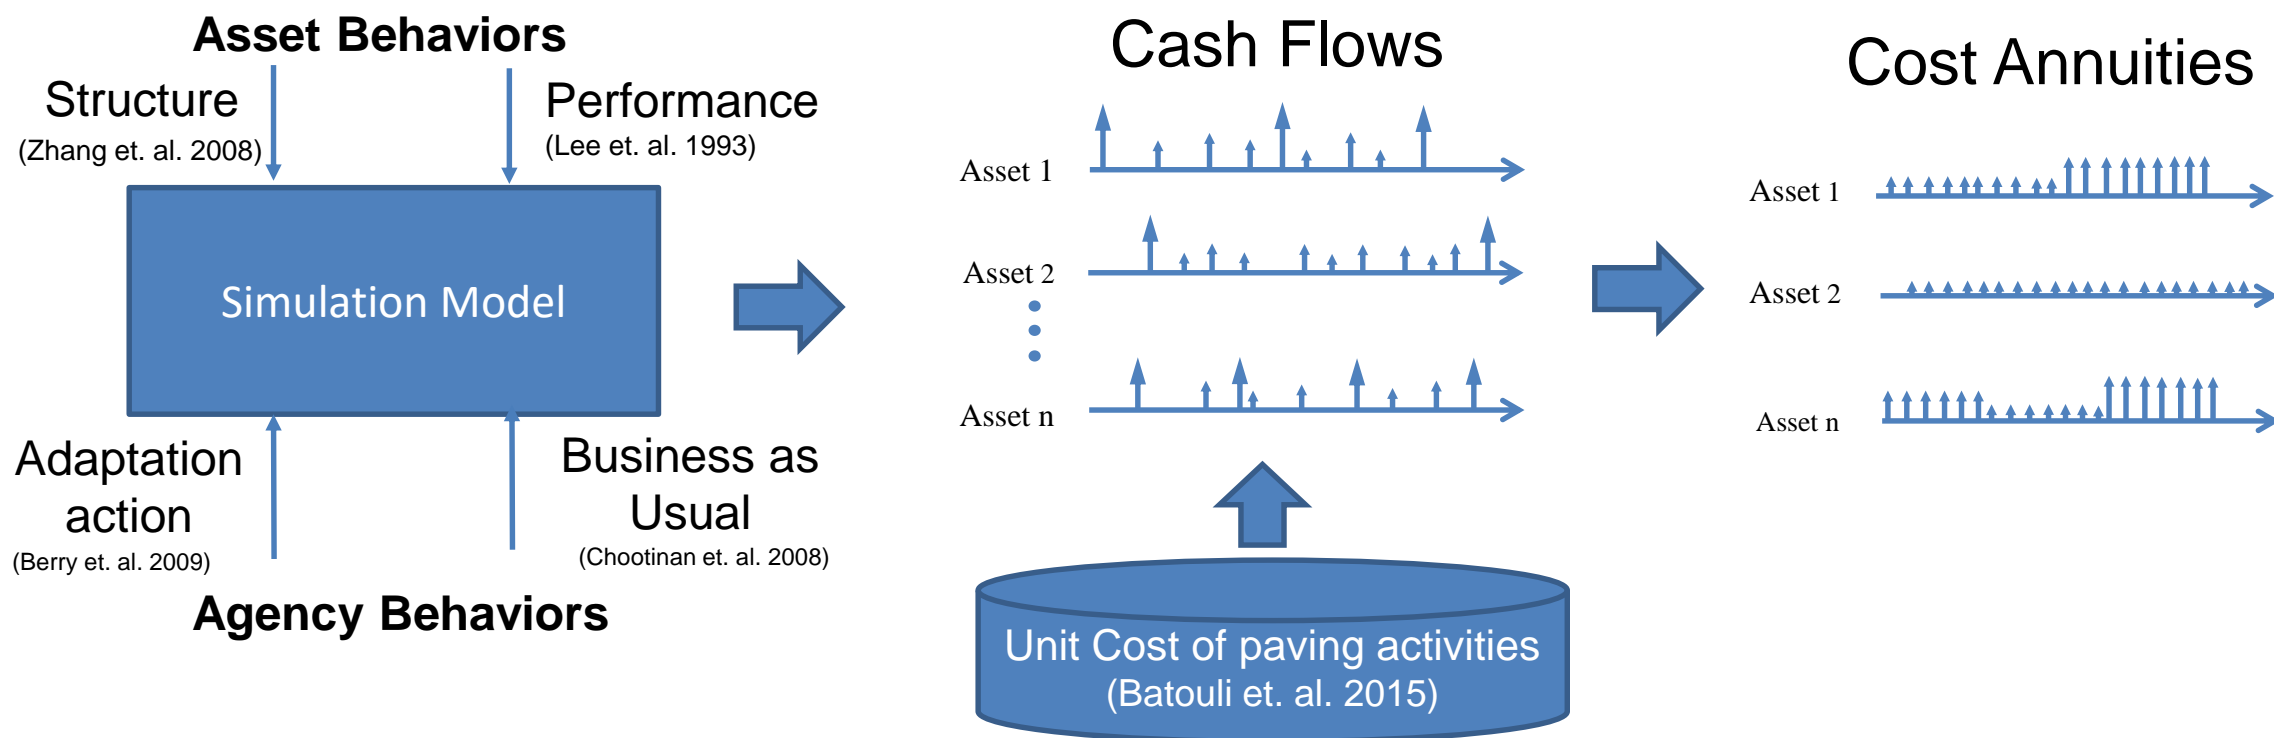 Asset Behaviors
Structure
(Zhang et. al. 2008)
Performance
(Lee et. al. 1993)
Simulation Model
Adaptation
action
(Berry et. al. 2009)
Business as
Usual
(Chootinan et. al. 2008)
Agency Behaviors
Cash Flows
Asset 1
Asset 2
Asset n
Unit Cost of paving activities
(Batouli et. al. 2015)
Cost Annuities
Asset 1
Asset 2
Asset n